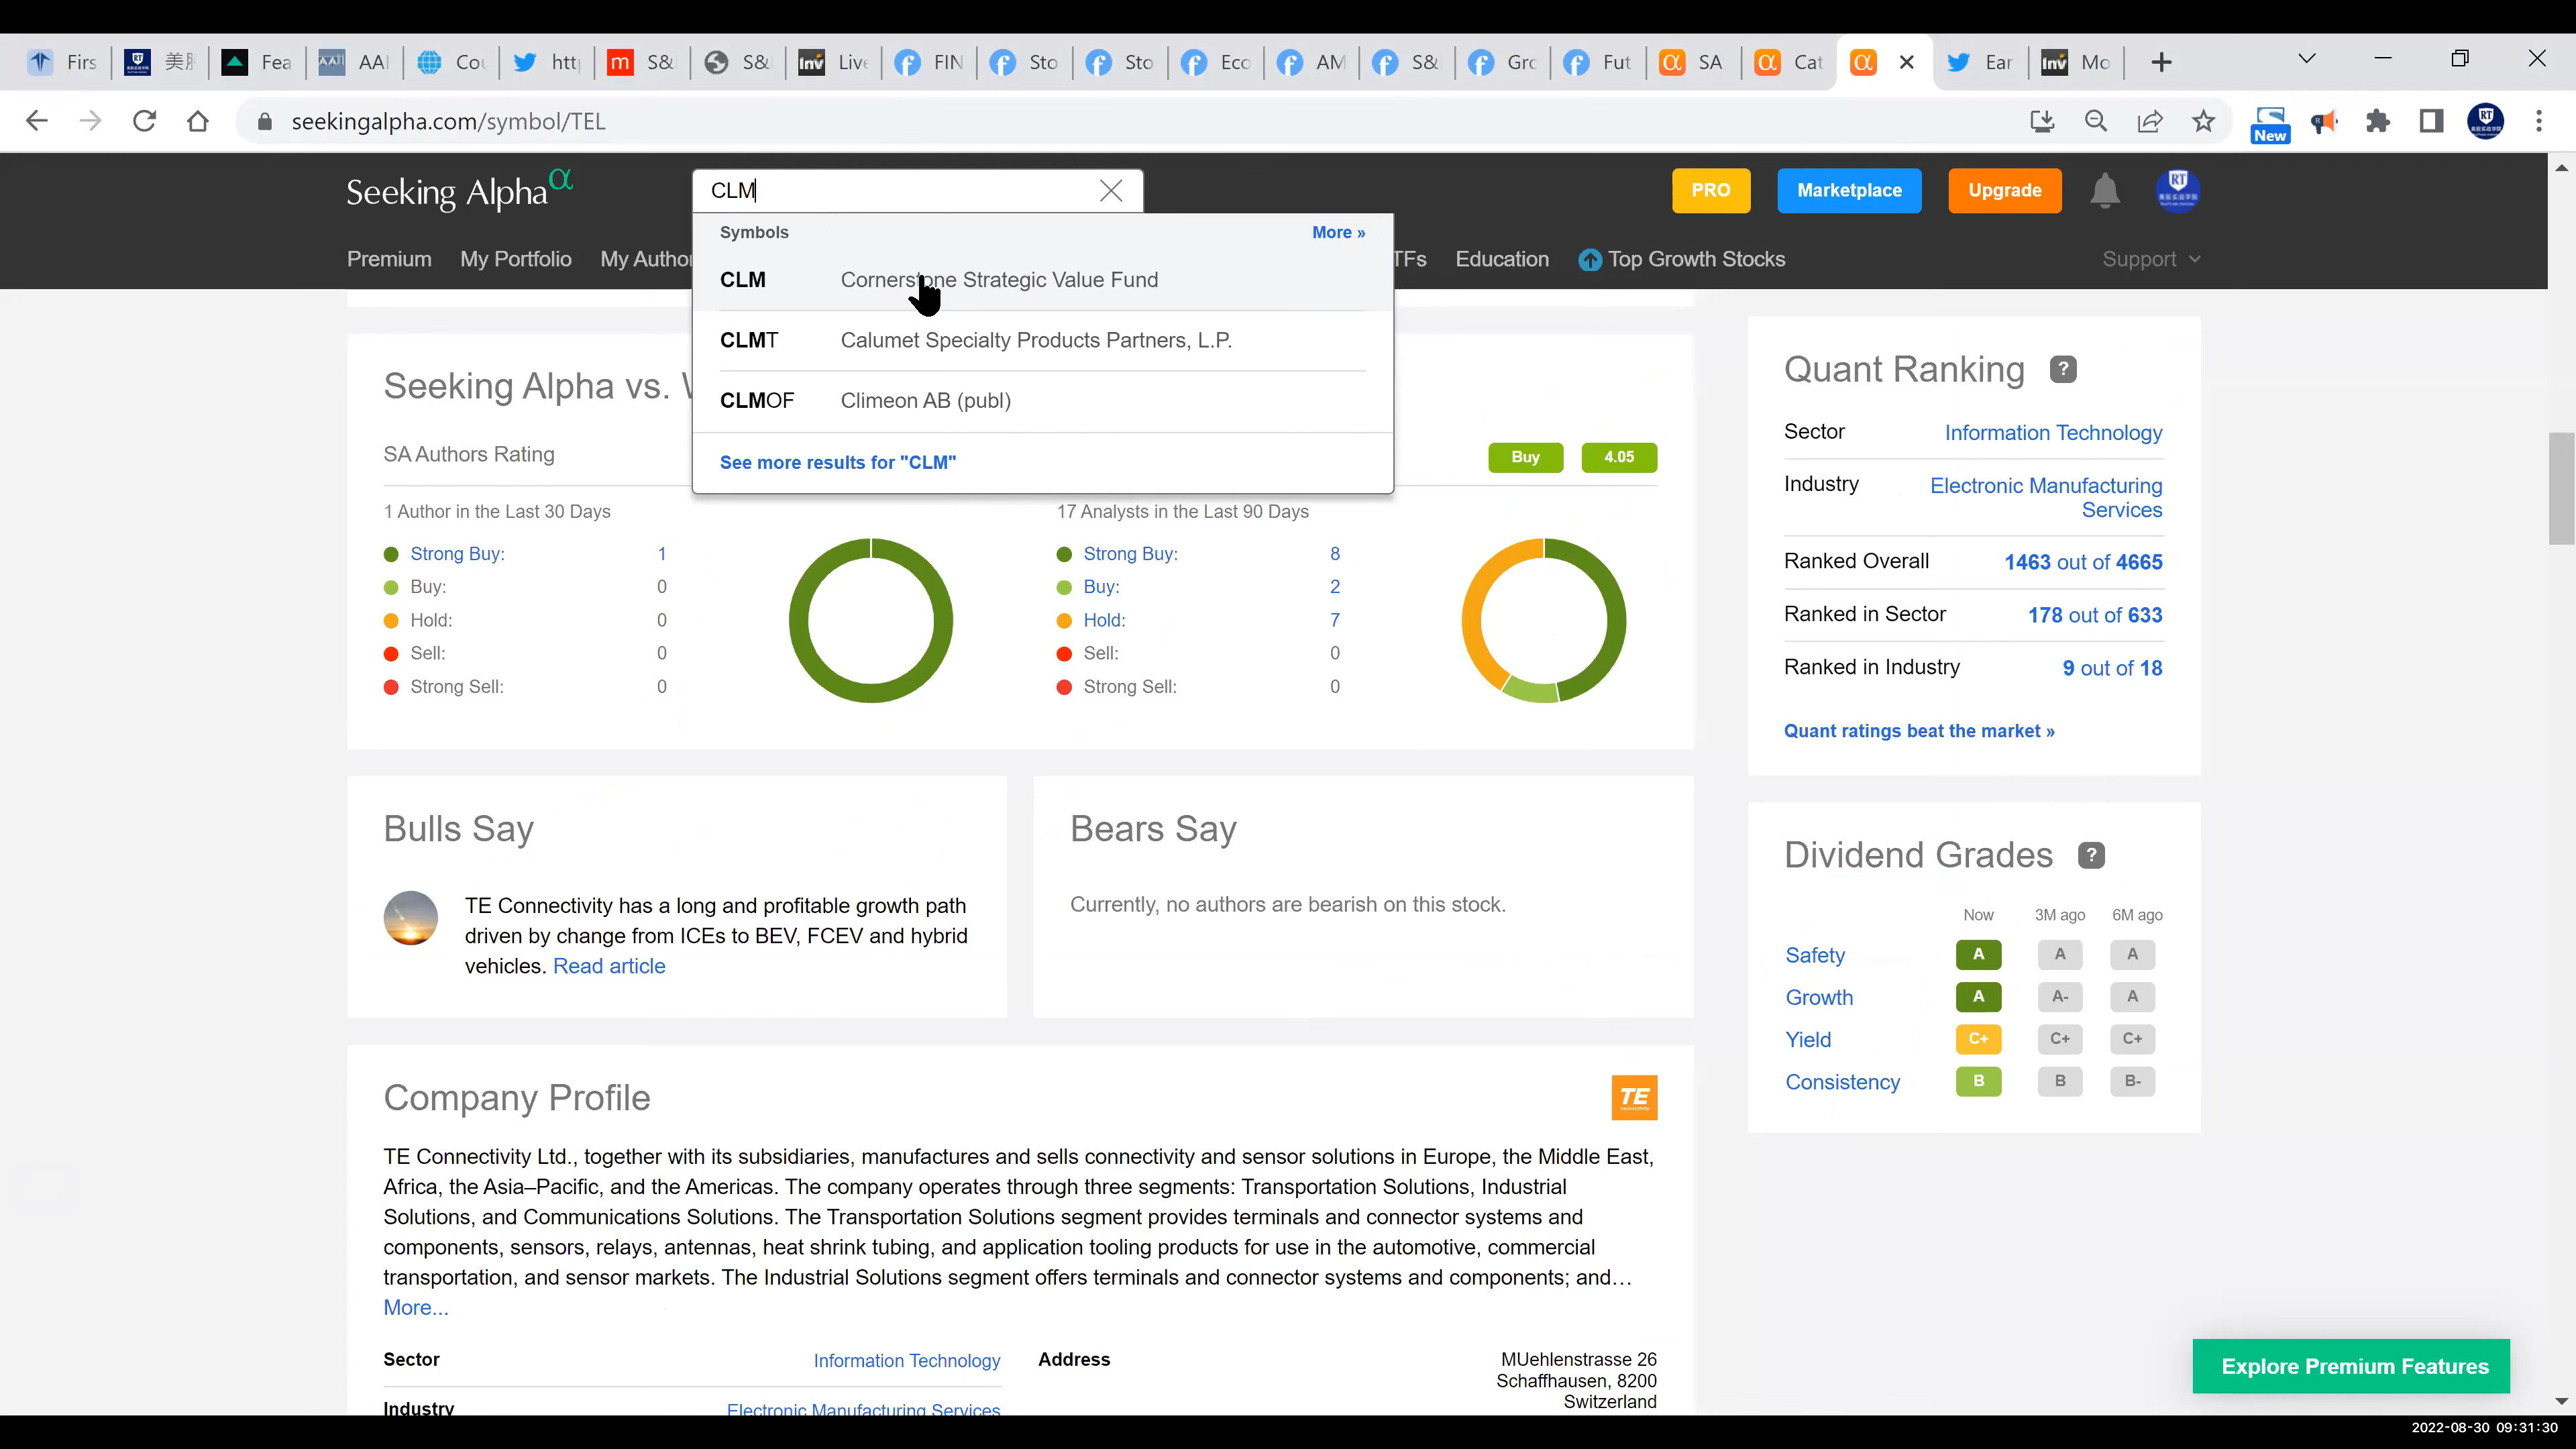 Firs
美股
Fea
AAI
Cou
http
S&
S&
Live
FIN
Sto
Sto
Eco
AM
S&
Gro
Fut
SA
Cat
Ear
Mo
seekingalpha.com/symbol/TEL
New
Seeking Alpha α
CLM
PRO
Marketplace
Upgrade
Premium
My Portfolio
My Author
TFs
Education
Top Growth Stocks
Support
Symbols
More »
CLM Cornerstone Strategic Value Fund
CLMT Calumet Specialty Products Partners, L.P.
CLMOF Climeon AB (publ)
See more results for "CLM"
Seeking Alpha vs.
SA Authors Rating
Buy 4.05
1 Author in the Last 30 Days
Strong Buy: 1
Buy: 0
Hold: 0
Sell: 0
Strong Sell: 0
17 Analysts in the Last 90 Days
Strong Buy: 8
Buy: 2
Hold: 7
Sell: 0
Strong Sell: 0
Quant Ranking ?
Sector Information Technology
Industry Electronic Manufacturing
Services
Ranked Overall 1463 out of 4665
Ranked in Sector 178 out of 633
Ranked in Industry 9 out of 18
Quant ratings beat the market »
Bulls Say
TE Connectivity has a long and profitable growth path
driven by change from ICEs to BEV, FCEV and hybrid
vehicles. Read article
Bears Say
Currently, no authors are bearish on this stock.
Dividend Grades ?
Now 3M ago 6M ago
Safety A A A
Growth A A- A
Yield C+ C+ C+
Consistency B B B-
Company Profile
TE
connectivity
TE Connectivity Ltd., together with its subsidiaries, manufactures and sells connectivity and sensor solutions in Europe, the Middle East,
Africa, the Asia–Pacific, and the Americas. The company operates through three segments: Transportation Solutions, Industrial
Solutions, and Communications Solutions. The Transportation Solutions segment provides terminals and connector systems and
components, sensors, relays, antennas, heat shrink tubing, and application tooling products for use in the automotive, commercial
transportation, and sensor markets. The Industrial Solutions segment offers terminals and connector systems and components; and…
More...
Sector Information Technology
Industry Electronic Manufacturing Services
Address MUehlenstrasse 26
Schaffhausen, 8200
Switzerland
Explore Premium Features
2022-08-30 09:31:30